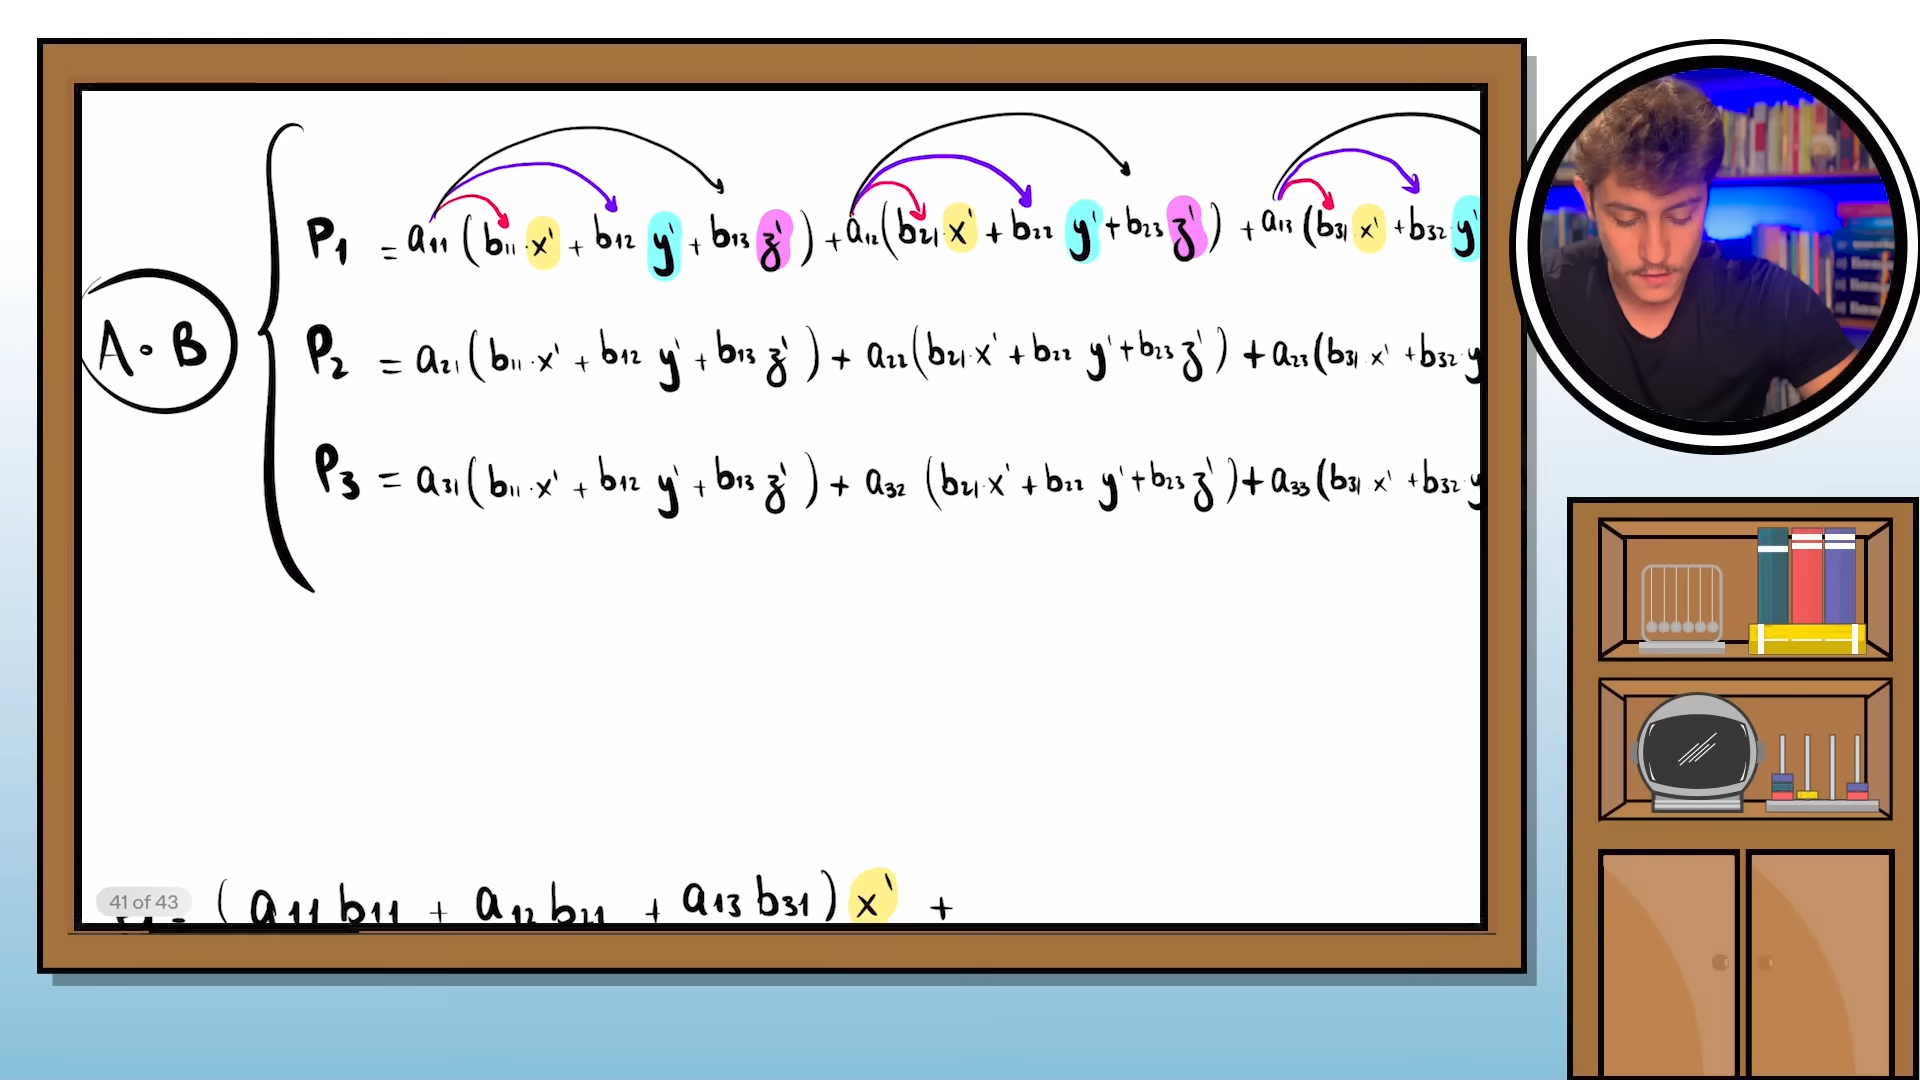 P1 = a11 (b11·x' + b12 y' + b13 z') + a12(b21·x' + b22 y' + b23 z') + a13 (b31 x' + b32 y'
A · B
P2 = a21 (b11·x' + b12 y' + b13 z') + a22(b21·x' + b22 y' + b23 z') + a23(b31 x' + b32 y
P3 = a31 (b11·x' + b12 y' + b13 z') + a32 (b21·x' + b22 y' + b23 z') + a33 (b31 x' + b32 y
41 of 43
= (a11 b11 + a12 b21 + a13 b31) x' +